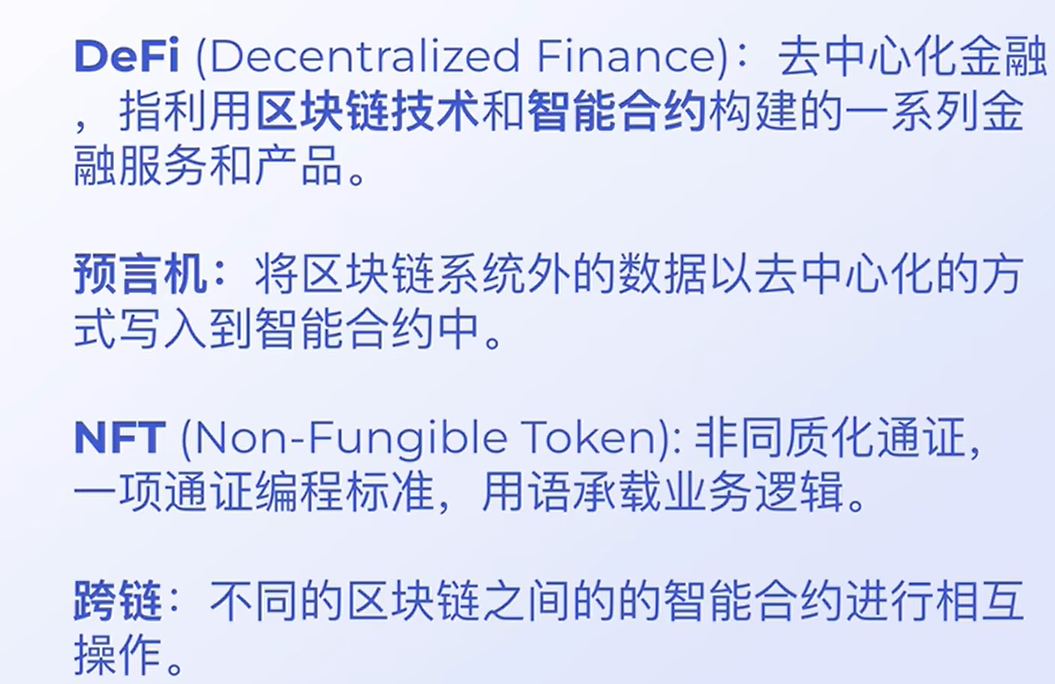 DeFi (Decentralized Finance)：去中心化金融
，指利用区块链技术和智能合约构建的一系列金
融服务和产品。
预言机：将区块链系统外的数据以去中心化的方
式写入到智能合约中。
NFT (Non-Fungible Token): 非同质化通证，
一项通证编程标准，用语承载业务逻辑。
跨链：不同的区块链之间的的智能合约进行相互
操作。